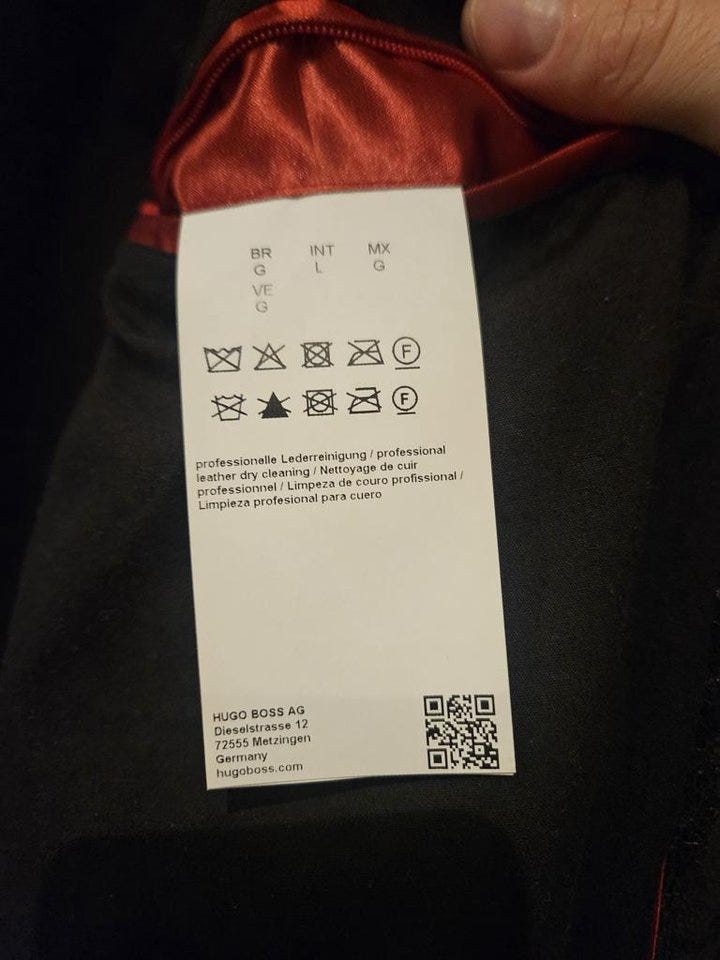 BR INT MX
G L G
VE
G
F
F
professionelle Lederreinigung / professional
leather dry cleaning / Nettoyage de cuir
professionnel / Limpeza de couro profissional /
Limpieza profesional para cuero
HUGO BOSS AG
Dieselstrasse 12
72555 Metzingen
Germany
hugoboss.com